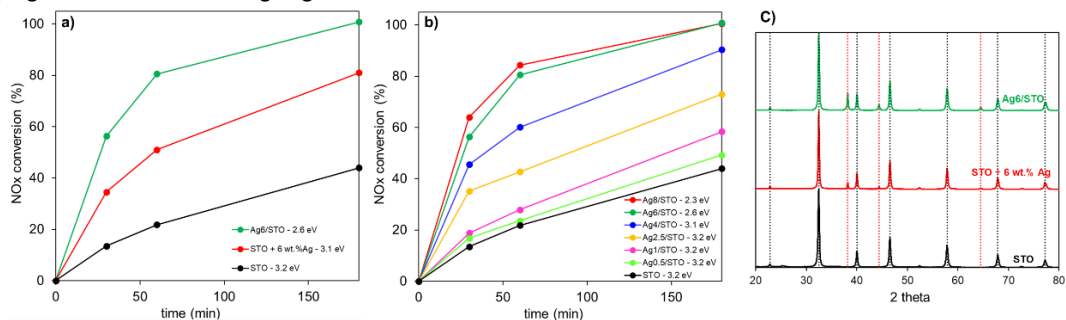 a)
NOx conversion (%)
100
80
60
40
20
0
0
50
100
150
time (min)
Ag6/STO - 2.6 eV
STO + 6 wt.%Ag - 3.1 eV
STO - 3.2 eV
b)
NOx conversion (%)
100
80
60
40
20
0
0
50
100
150
time (min)
Ag8/STO - 2.3 eV
Ag6/STO - 2.6 eV
Ag4/STO - 3.1 eV
Ag2.5/STO - 3.2 eV
Ag1/STO - 3.2 eV
Ag0.5/STO - 3.2 eV
STO - 3.2 eV
C)
Ag6/STO
STO + 6 wt.% Ag
STO
20
30
40
50
60
70
80
2 theta